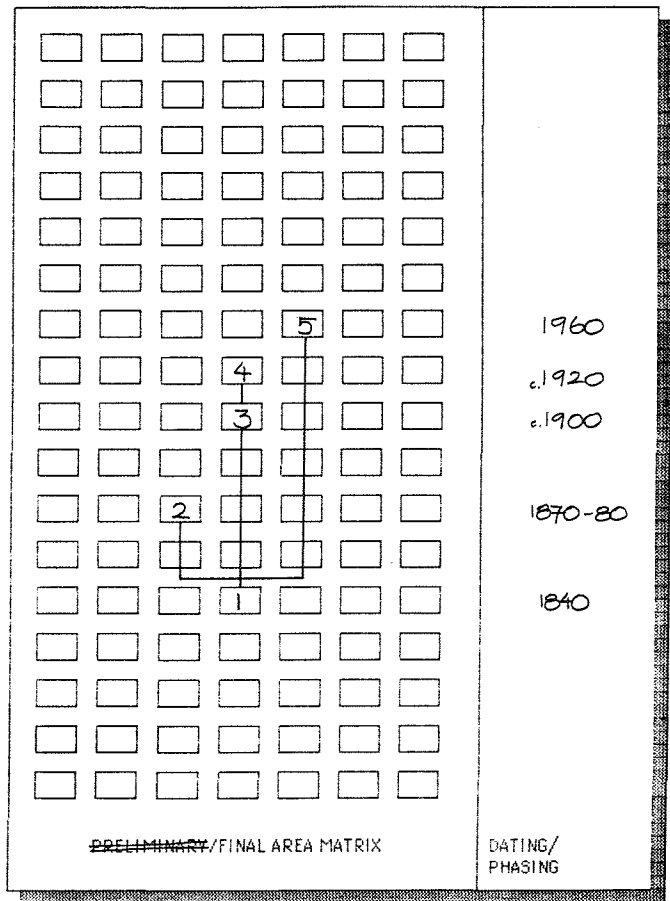 5 1960
4 c.1920
3 c.1900
2 1870-80
1 1840
PRELIMINARY/FINAL AREA MATRIX
DATING/
PHASING